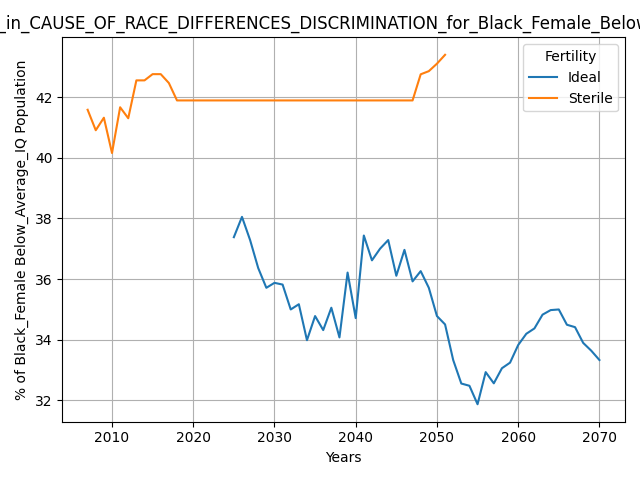 _in_CAUSE_OF_RACE_DIFFERENCES_DISCRIMINATION_for_Black_Female_Below
% of Black_Female Below_Average_IQ Population
42
40
38
36
34
32
Fertility
Ideal
Sterile
2010 2020 2030 2040 2050 2060 2070
Years